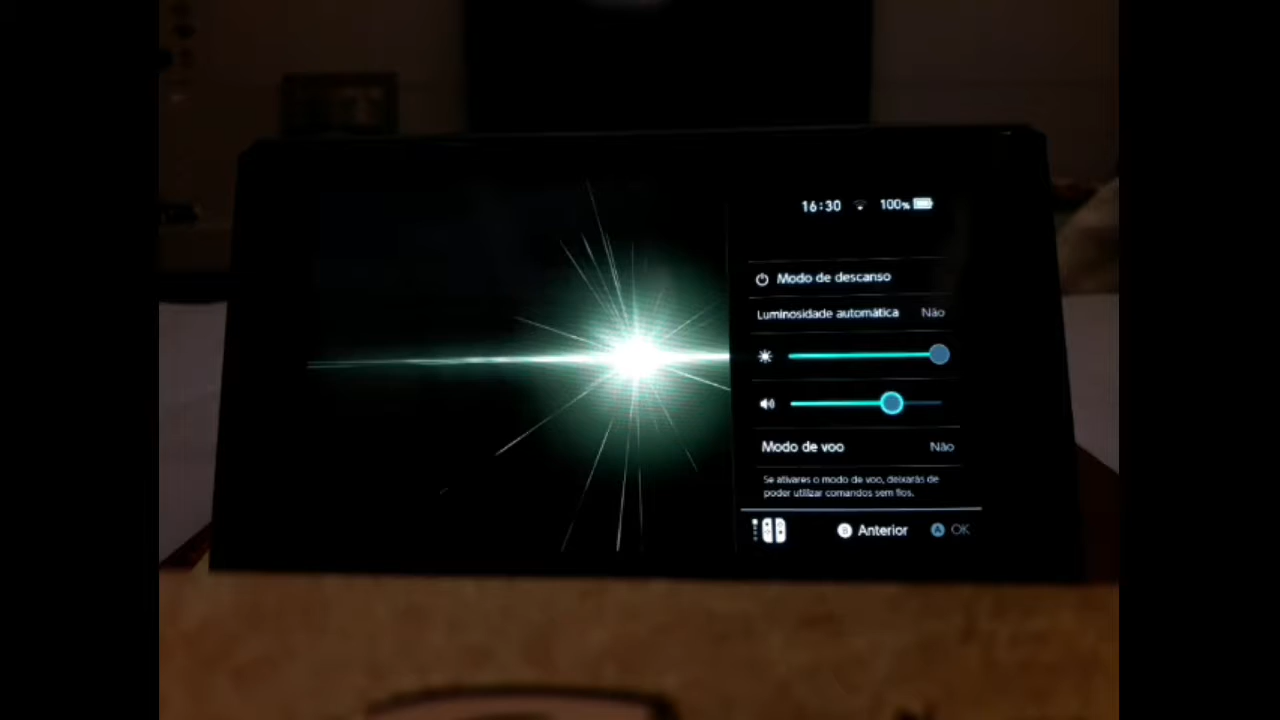 16:30 100%
Modo de descanso
Luminosidade automática Não
Modo de voo Não
Se ativares o modo de voo, deixarás de
poder utilizar comandos sem fios.
B Anterior A OK